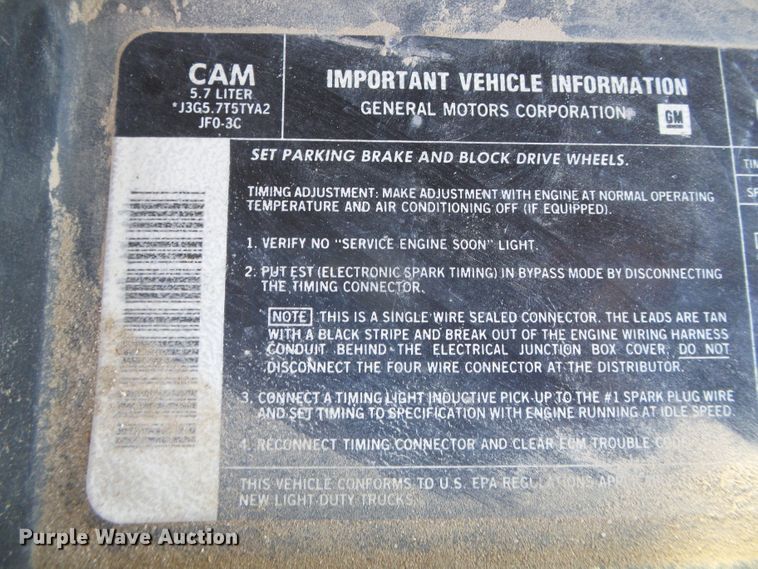 CAM
5.7 LITER
*J3G5.7T5TYA2
JF0-3C
IMPORTANT VEHICLE INFORMATION
GENERAL MOTORS CORPORATION
GM
SET PARKING BRAKE AND BLOCK DRIVE WHEELS.
TIMING ADJUSTMENT: MAKE ADJUSTMENT WITH ENGINE AT NORMAL OPERATING
TEMPERATURE AND AIR CONDITIONING OFF (IF EQUIPPED).
1. VERIFY NO "SERVICE ENGINE SOON" LIGHT.
2. PUT EST (ELECTRONIC SPARK TIMING) IN BYPASS MODE BY DISCONNECTING
THE TIMING CONNECTOR.
NOTE THIS IS A SINGLE WIRE SEALED CONNECTOR. THE LEADS ARE TAN
WITH A BLACK STRIPE AND BREAK OUT OF THE ENGINE WIRING HARNESS
CONDUIT BEHIND THE ELECTRICAL JUNCTION BOX COVER. DO NOT
DISCONNECT THE FOUR WIRE CONNECTOR AT THE DISTRIBUTOR.
3. CONNECT A TIMING LIGHT INDUCTIVE PICK-UP TO THE #1 SPARK PLUG WIRE
AND SET TIMING TO SPECIFICATION WITH ENGINE RUNNING AT IDLE SPEED.
4. RECONNECT TIMING CONNECTOR AND CLEAR ECM TROUBLE
THIS VEHICLE CONFORMS TO U.S. EPA REGULATIONS
NEW LIGHT-DUTY TRUCKS.
TIM
SP
Purple Wave Auction